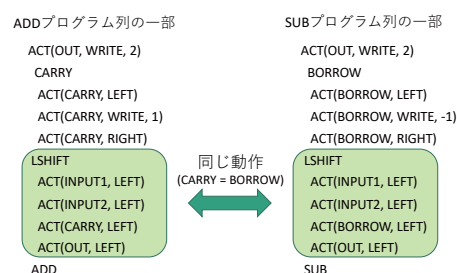 ADDプログラム列の一部
ACT(OUT, WRITE, 2)
CARRY
ACT(CARRY, LEFT)
ACT(CARRY, WRITE, 1)
ACT(CARRY, RIGHT)
LSHIFT
ACT(INPUT1, LEFT)
ACT(INPUT2, LEFT)
ACT(CARRY, LEFT)
ACT(OUT, LEFT)
ADD
同じ動作
(CARRY = BORROW)
SUBプログラム列の一部
ACT(OUT, WRITE, 2)
BORROW
ACT(BORROW, LEFT)
ACT(BORROW, WRITE, -1)
ACT(BORROW, RIGHT)
LSHIFT
ACT(INPUT1, LEFT)
ACT(INPUT2, LEFT)
ACT(BORROW, LEFT)
ACT(OUT, LEFT)
SUB